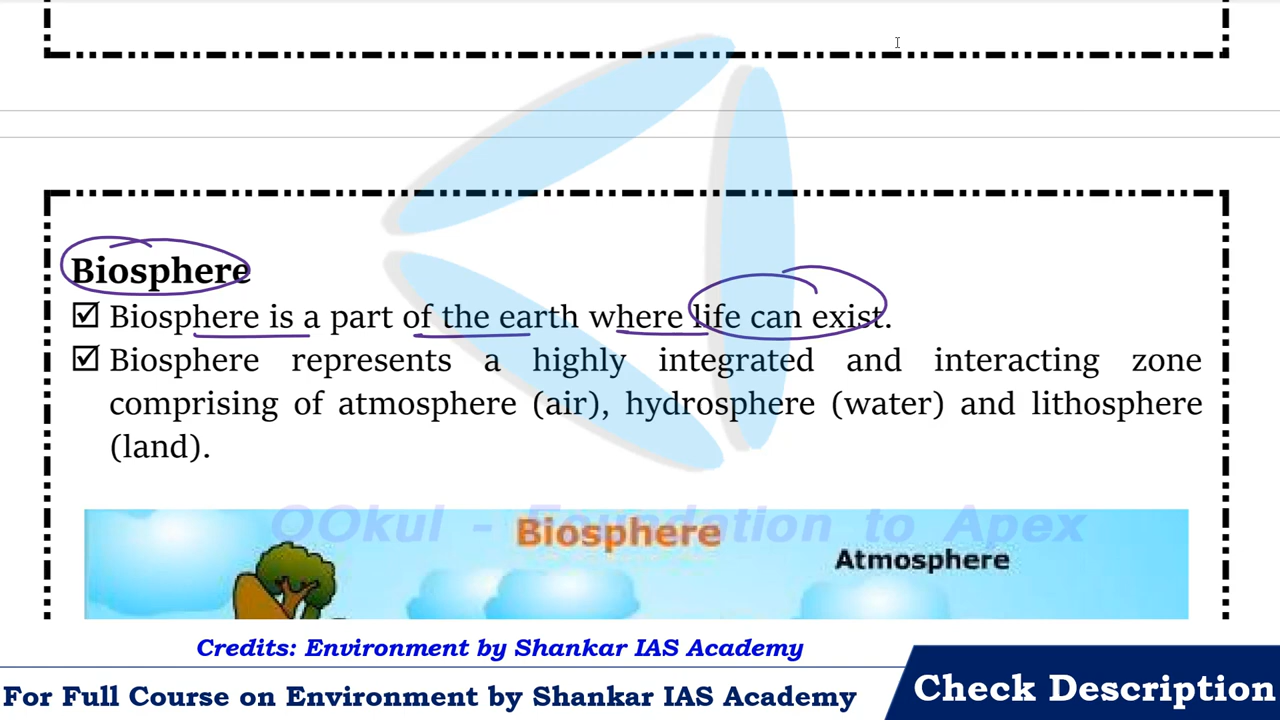 Biosphere
Biosphere is a part of the earth where life can exist.
Biosphere represents a highly integrated and interacting zone
comprising of atmosphere (air), hydrosphere (water) and lithosphere
(land).
OOkul - Foundation to Apex
Biosphere
Atmosphere
Credits: Environment by Shankar IAS Academy
For Full Course on Environment by Shankar IAS Academy
Check Description